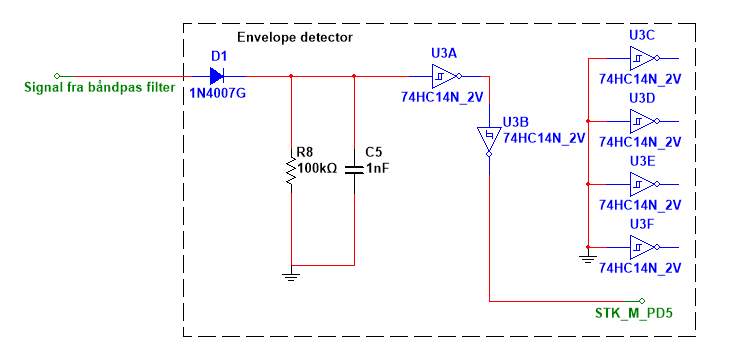 Envelope detector
D1
1N4007G
Signal fra båndpas filter
U3A
74HC14N_2V
U3B
74HC14N_2V
R8
100kΩ
C5
1nF
U3C
74HC14N_2V
U3D
74HC14N_2V
U3E
74HC14N_2V
U3F
74HC14N_2V
STK_M_PD5